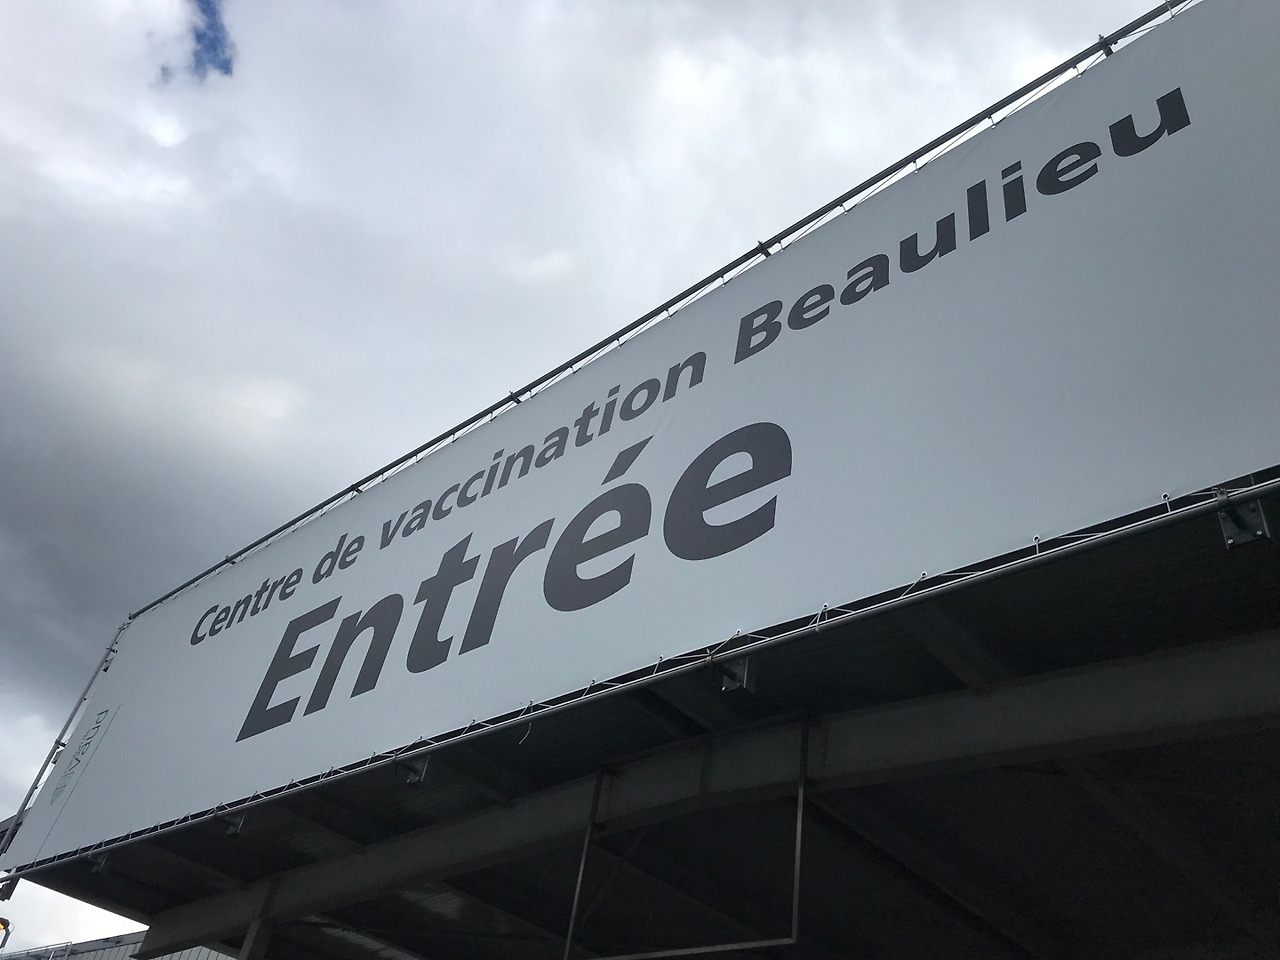 Centre de vaccination Beaulieu
Entrée